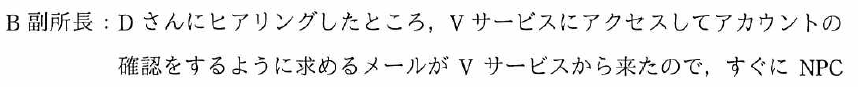 B 副所長：D さんにヒアリングしたところ，V サービスにアクセスしてアカウントの
確認をするように求めるメールが V サービスから来たので，すぐに NPC